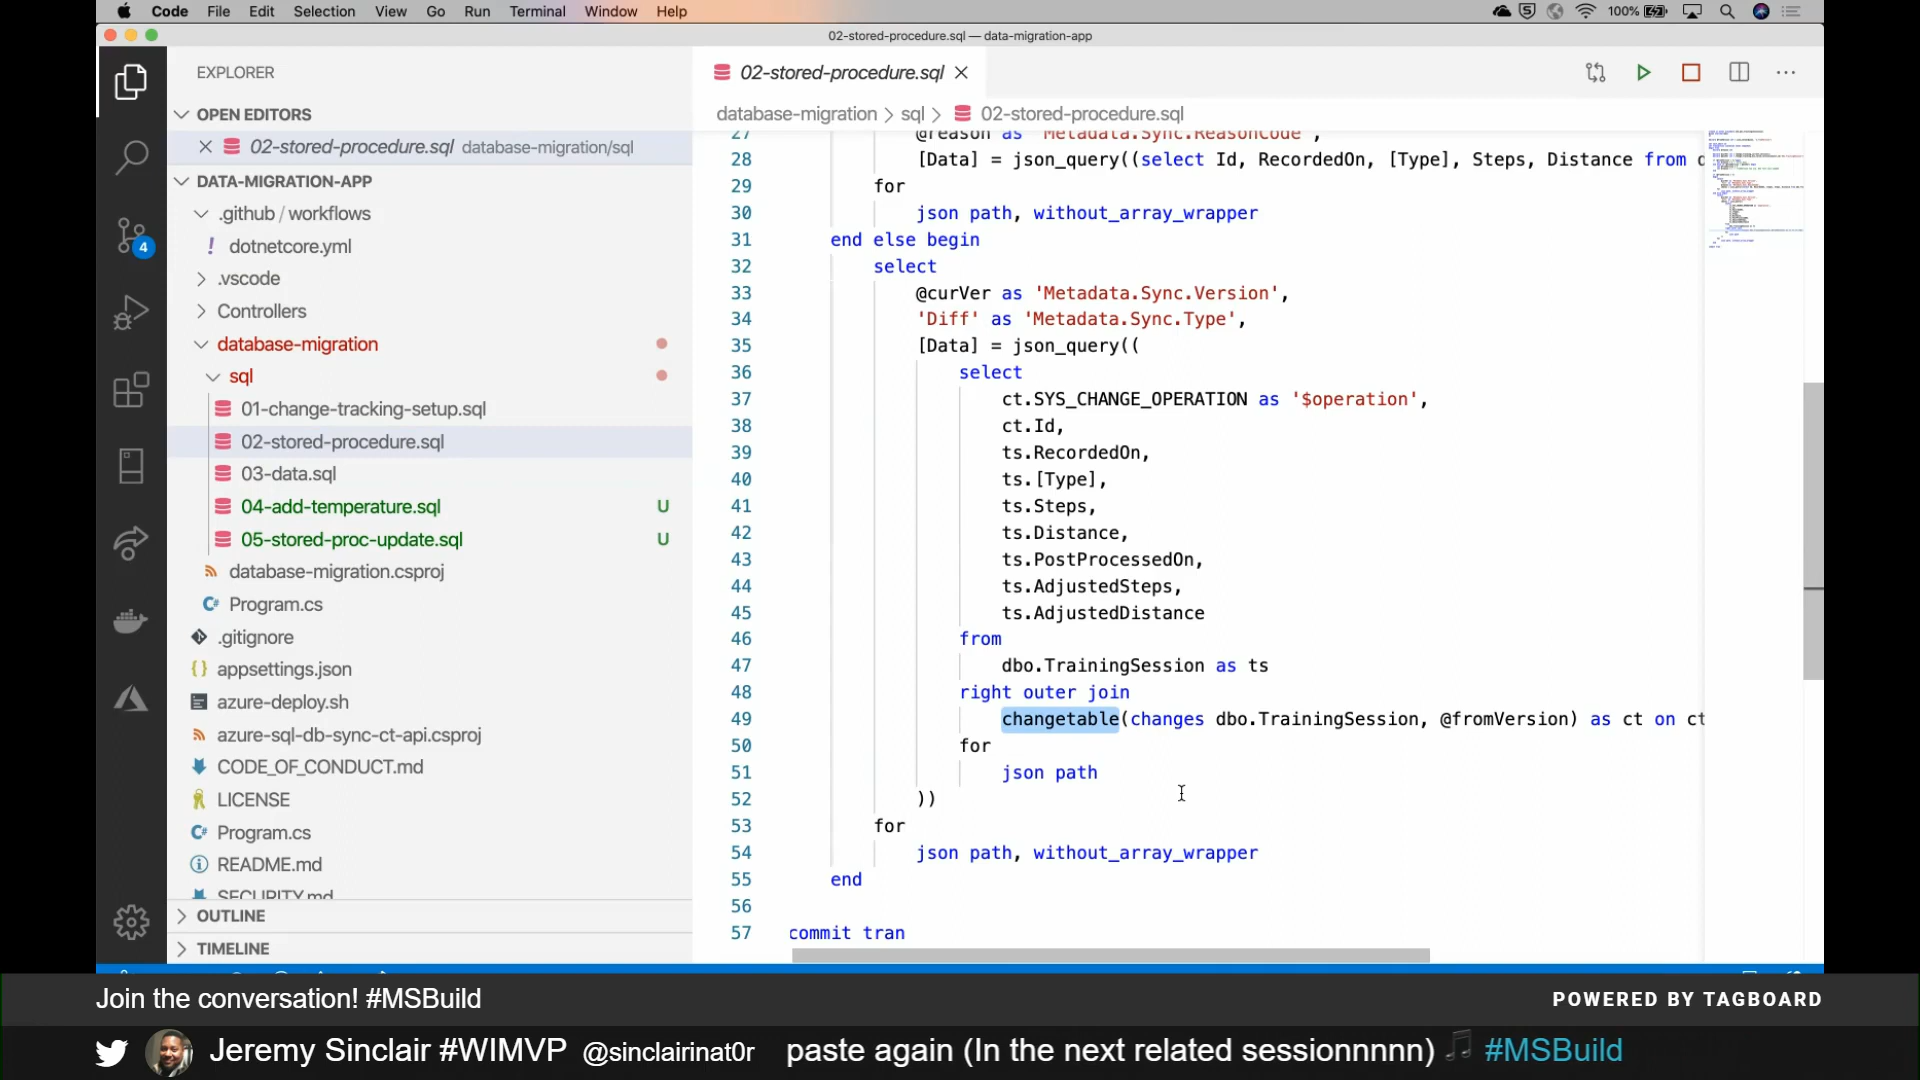 Code File Edit Selection View Go Run Terminal Window Help 100%
02-stored-procedure.sql — data-migration-app
EXPLORER
OPEN EDITORS
02-stored-procedure.sql database-migration/sql
DATA-MIGRATION-APP
.github / workflows
dotnetcore.yml
.vscode
Controllers
database-migration
sql
01-change-tracking-setup.sql
02-stored-procedure.sql
03-data.sql
04-add-temperature.sql U
05-stored-proc-update.sql U
database-migration.csproj
Program.cs
.gitignore
appsettings.json
azure-deploy.sh
azure-sql-db-sync-ct-api.csproj
CODE_OF_CONDUCT.md
LICENSE
Program.cs
README.md
SECURITY.md
OUTLINE
TIMELINE
4
02-stored-procedure.sql
database-migration > sql > 02-stored-procedure.sql
27 @reason as 'Metadata.Sync.ReasonCode',
28 [Data] = json_query((select Id, RecordedOn, [Type], Steps, Distance from
29 for
30 json path, without_array_wrapper
31 end else begin
32 select
33 @curVer as 'Metadata.Sync.Version',
34 'Diff' as 'Metadata.Sync.Type',
35 [Data] = json_query((
36 select
37 ct.SYS_CHANGE_OPERATION as '$operation',
38 ct.Id,
39 ts.RecordedOn,
40 ts.[Type],
41 ts.Steps,
42 ts.Distance,
43 ts.PostProcessedOn,
44 ts.AdjustedSteps,
45 ts.AdjustedDistance
46 from
47 dbo.TrainingSession as ts
48 right outer join
49 changetable(changes dbo.TrainingSession, @fromVersion) as ct on ct
50 for
51 json path
52 ))
53 for
54 json path, without_array_wrapper
55 end
56
57 commit tran
Join the conversation! #MSBuild
POWERED BY TAGBOARD
Jeremy Sinclair #WIMVP @sinclairinat0r paste again (In the next related sessionnnnn) 🎵 #MSBuild